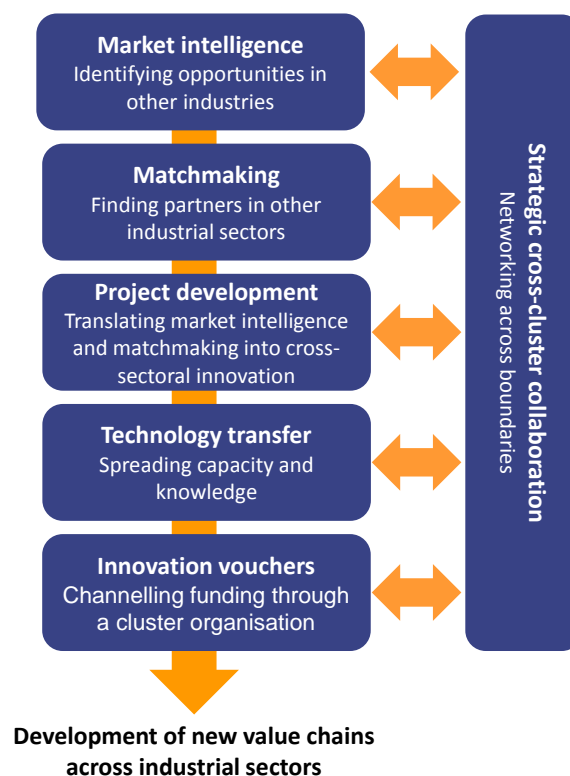 Market intelligence
Identifying opportunities in
other industries
Matchmaking
Finding partners in other
industrial sectors
Project development
Translating market intelligence
and matchmaking into cross-
sectoral innovation
Technology transfer
Spreading capacity and
knowledge
Innovation vouchers
Channelling funding through
a cluster organisation
Strategic cross-cluster collaboration
Networking across boundaries
Development of new value chains
across industrial sectors